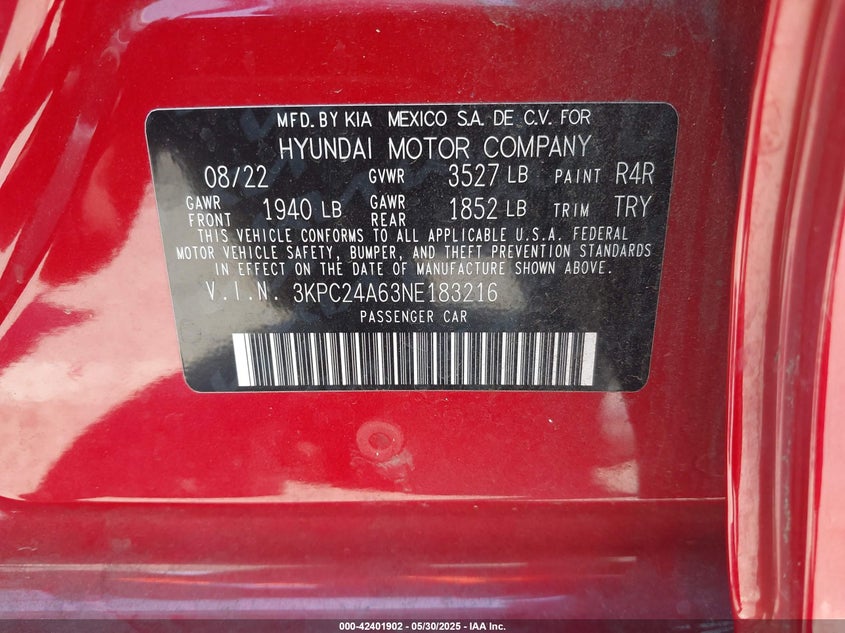 MFD. BY KIA MEXICO S.A. DE C.V. FOR
HYUNDAI MOTOR COMPANY
08/22 GVWR 3527 LB PAINT R4R
GAWR FRONT 1940 LB GAWR REAR 1852 LB TRIM TRY
THIS VEHICLE CONFORMS TO ALL APPLICABLE U.S.A. FEDERAL
MOTOR VEHICLE SAFETY, BUMPER, AND THEFT PREVENTION STANDARDS
IN EFFECT ON THE DATE OF MANUFACTURE SHOWN ABOVE.
V.I.N. 3KPC24A63NE183216
PASSENGER CAR
000-42401902 - 05/30/2025 - IAA Inc.